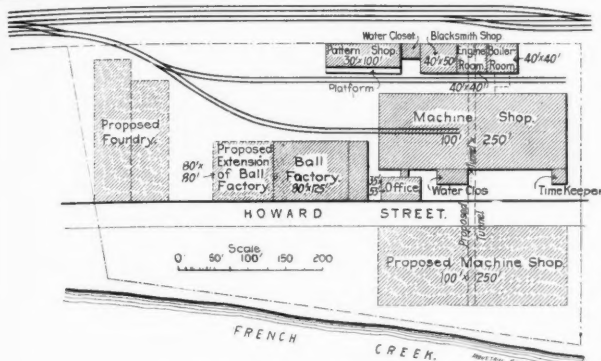 Water Closet
Blacksmith Shop
Pattern Shop.
30'x100'
40'x50'
Engine Room.
Boiler Room.
40'x40'
40'x40'
Platform
Machine Shop.
100' x 250'
Proposed Foundry.
80'x 80'
Proposed Extension of Ball Factory.
Ball Factory.
80'x125'
Office
Water Clos
Time Keeper
HOWARD STREET.
Proposed Tunnel
Scale
0 50' 100' 150' 200
Proposed Machine Shop.
100' x 250'
FRENCH CREEK.